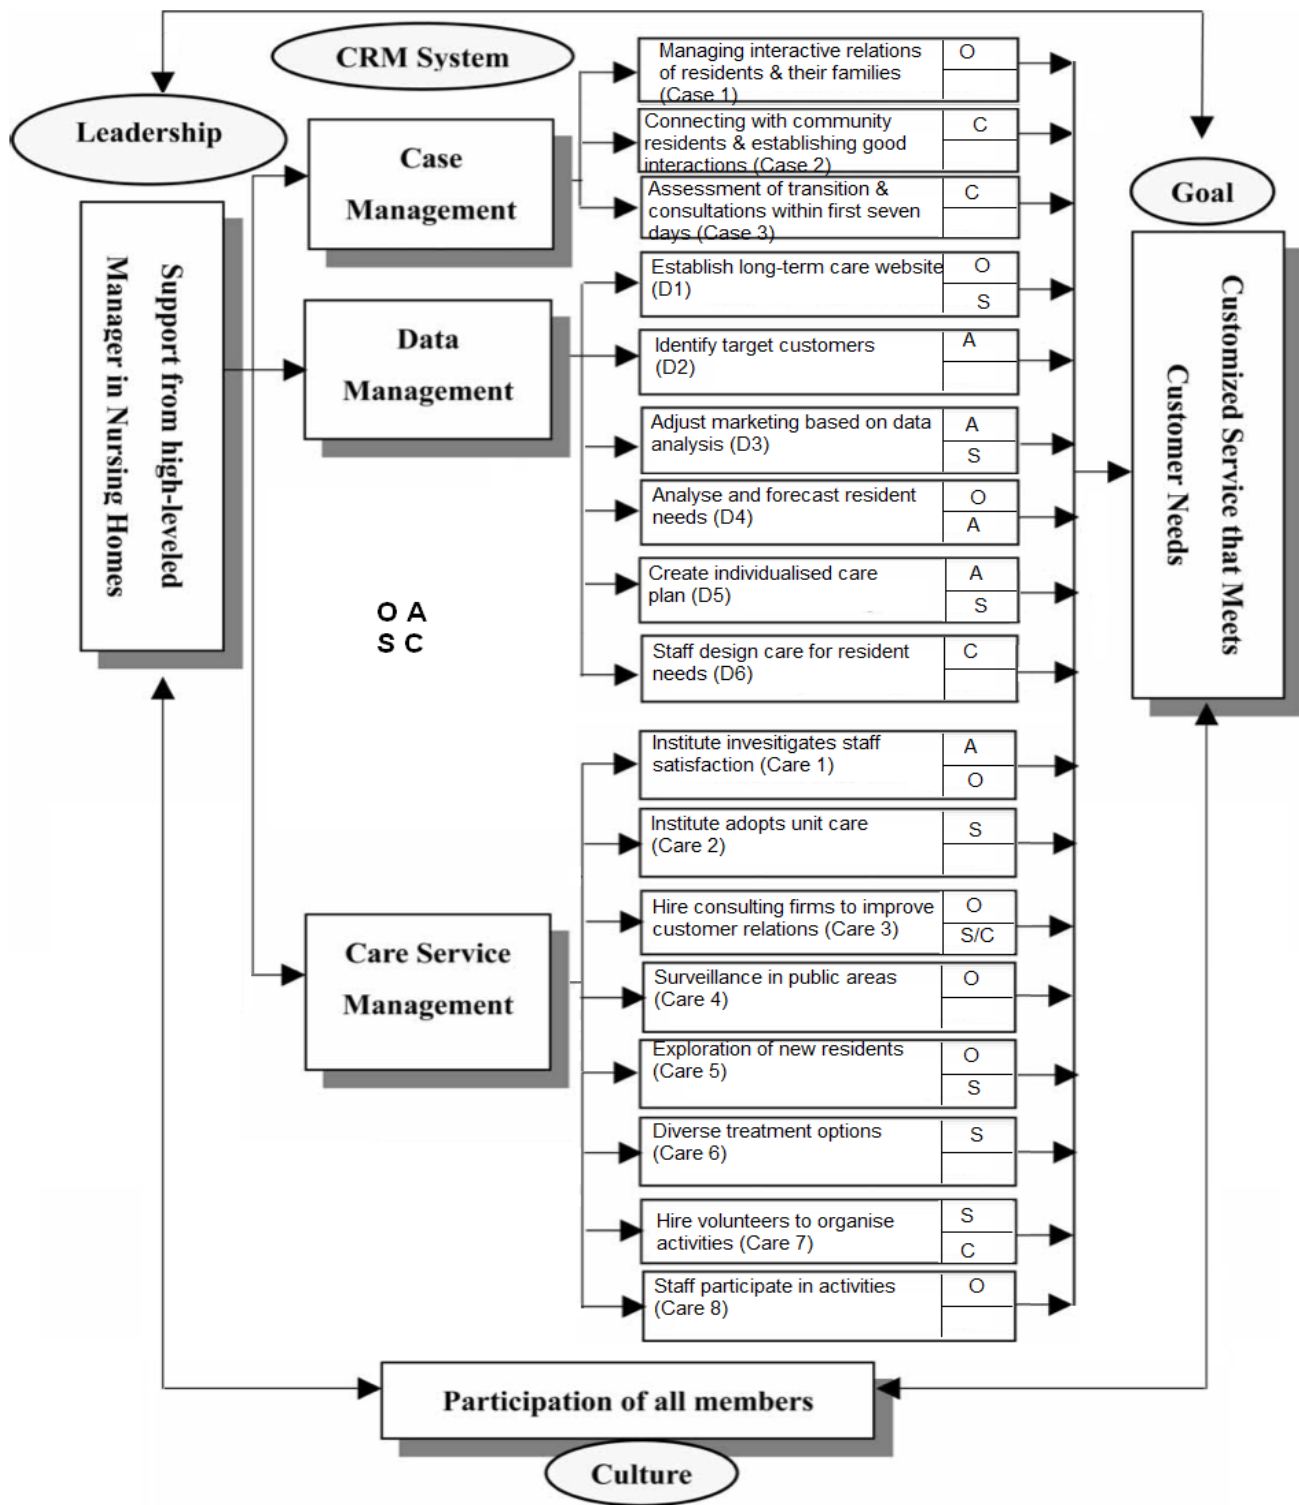 CRM System
Leadership
Support from high-leveled
Manager in Nursing Homes
Case
Management
Data
Management
O A
S C
Care Service
Management
Managing interactive relations
of residents & their families
(Case 1)
O
Connecting with community
residents & establishing good
interactions (Case 2)
C
Assessment of transition &
consultations within first seven
days (Case 3)
C
Establish long-term care website
(D1)
O
S
Identify target customers
(D2)
A
Adjust marketing based on data
analysis (D3)
A
S
Analyse and forecast resident
needs (D4)
O
A
Create individualised care
plan (D5)
A
S
Staff design care for resident
needs (D6)
C
Institute invesitigates staff
satisfaction (Care 1)
A
O
Institute adopts unit care
(Care 2)
S
Hire consulting firms to improve
customer relations (Care 3)
O
S/C
Surveillance in public areas
(Care 4)
O
Exploration of new residents
(Care 5)
O
S
Diverse treatment options
(Care 6)
S
Hire volunteers to organise
activities (Care 7)
S
C
Staff participate in activities
(Care 8)
O
Goal
Customized Service that Meets
Customer Needs
Participation of all members
Culture